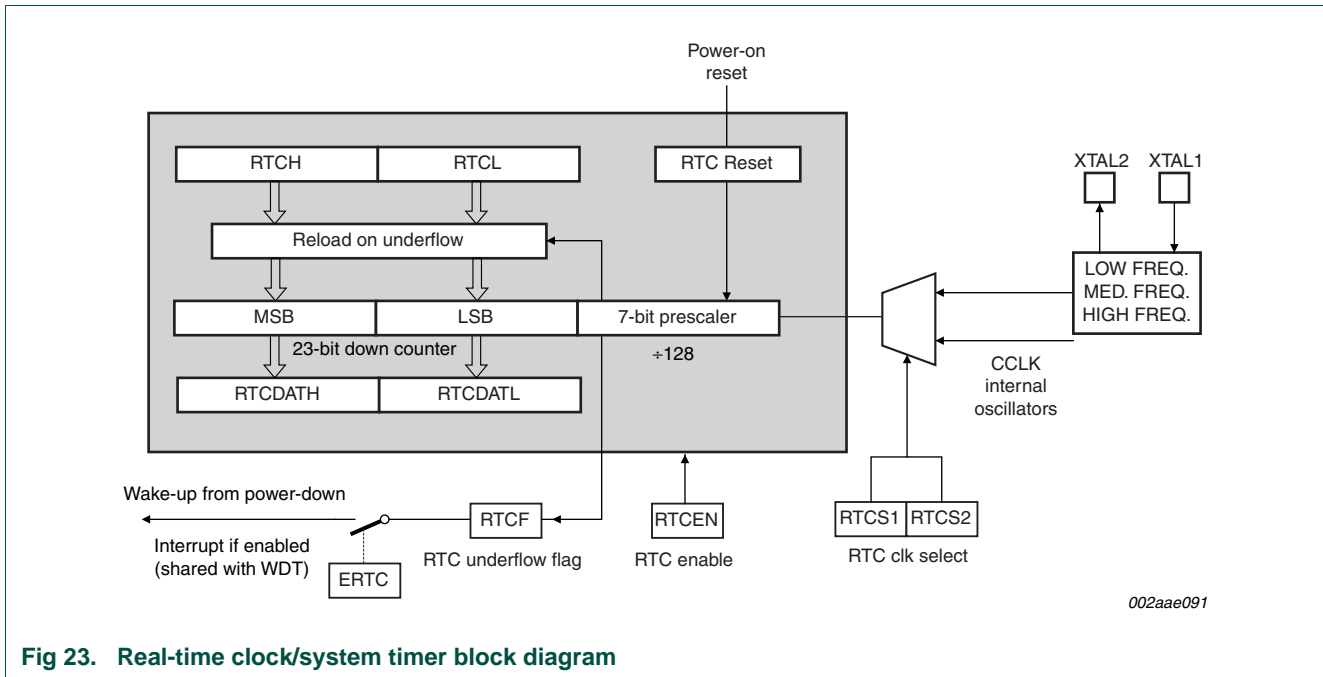 Power-on
reset
RTCH
RTCL
RTC Reset
XTAL2
XTAL1
Reload on underflow
LOW FREQ.
MED. FREQ.
HIGH FREQ.
MSB
LSB
7-bit prescaler
23-bit down counter
÷128
CCLK
internal
oscillators
RTCDATH
RTCDATL
Wake-up from power-down
RTCF
RTCEN
RTCS1
RTCS2
Interrupt if enabled
(shared with WDT)
RTC underflow flag
RTC enable
RTC clk select
ERTC
002aae091
Fig 23. Real-time clock/system timer block diagram